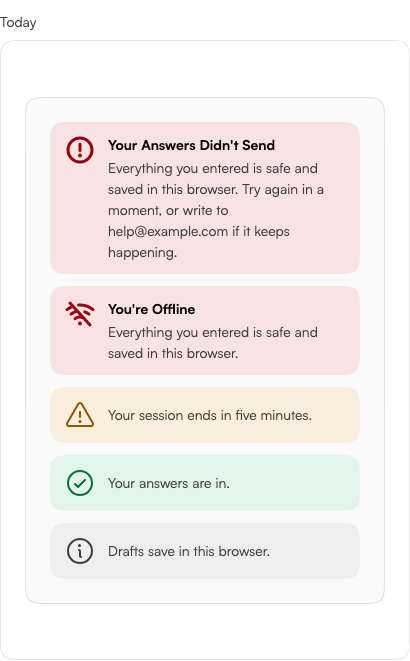 Today
Your Answers Didn't Send
Everything you entered is safe and
saved in this browser. Try again in a
moment, or write to
help@example.com if it keeps
happening.
You're Offline
Everything you entered is safe and
saved in this browser.
Your session ends in five minutes.
Your answers are in.
Drafts save in this browser.